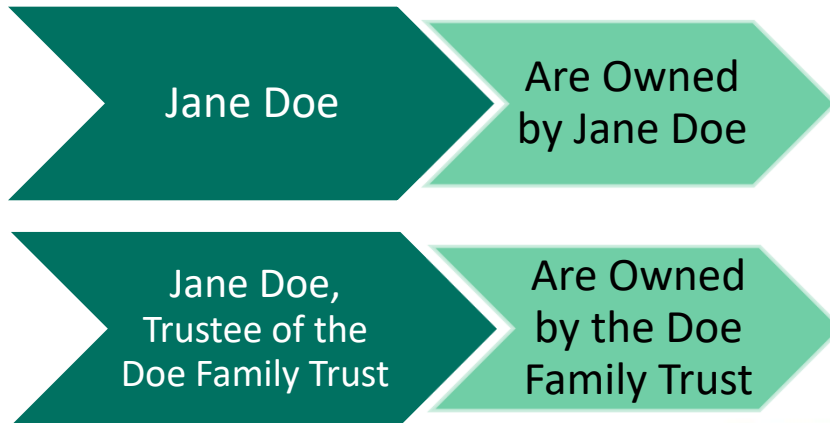 Jane Doe
Are Owned
by Jane Doe
Jane Doe,
Trustee of the
Doe Family Trust
Are Owned
by the Doe
Family Trust